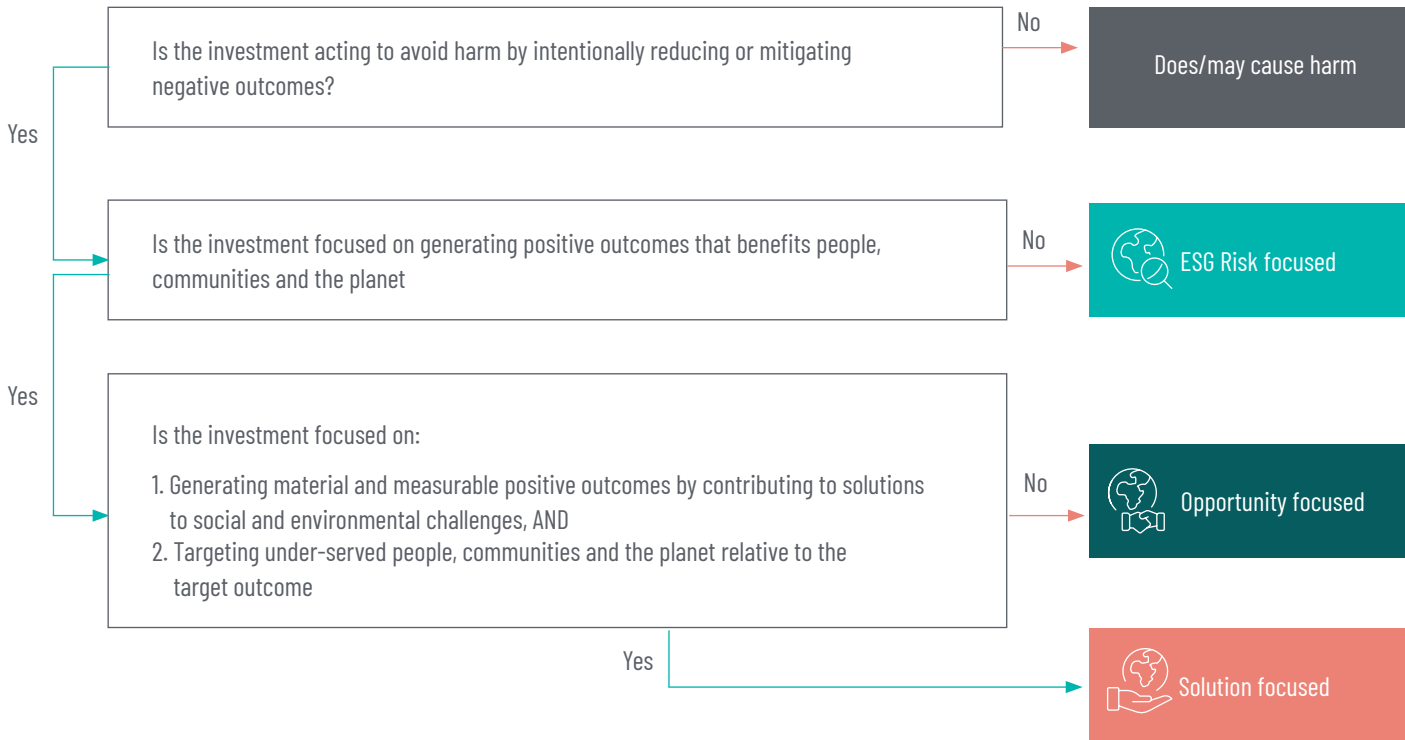 No
Is the investment acting to avoid harm by intentionally reducing or mitigating
negative outcomes?
Does/may cause harm
Yes
Is the investment focused on generating positive outcomes that benefits people,
communities and the planet
No
ESG Risk focused
Yes
Is the investment focused on:
1. Generating material and measurable positive outcomes by contributing to solutions
to social and environmental challenges, AND
2. Targeting under-served people, communities and the planet relative to the
target outcome
No
Opportunity focused
Yes
Solution focused